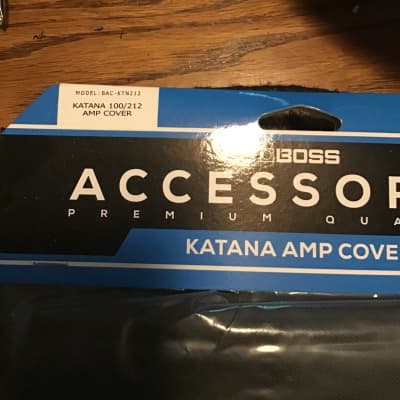 MODEL: BAC-KTN212
KATANA 100/212
AMP COVER
BOSS
ACCESSOR
PREMIUM QUA
KATANA AMP COVE